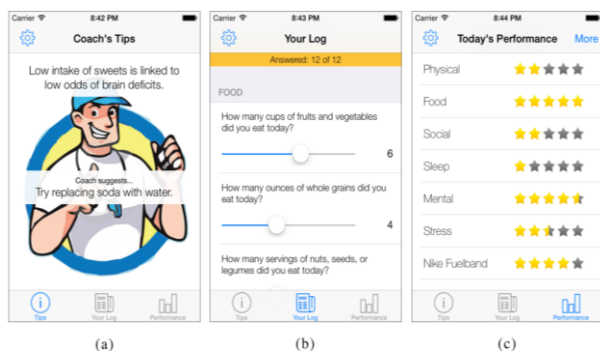 Carrier 8:42 PM
Coach's Tips
Low intake of sweets is linked to
low odds of brain deficits.
Coach suggests...
Try replacing soda with water.
Tips Your Log Performance
(a)
Carrier 8:43 PM
Your Log
Answered: 12 of 12
FOOD
How many cups of fruits and vegetables
did you eat today?
6
How many ounces of whole grains did you
eat today?
4
How many servings of nuts, seeds, or
legumes did you eat today?
Tips Your Log Performance
(b)
Carrier 8:44 PM
Today's Performance More
Physical
Food
Social
Sleep
Mental
Stress
Nike Fuelband
Tips Your Log Performance
(c)